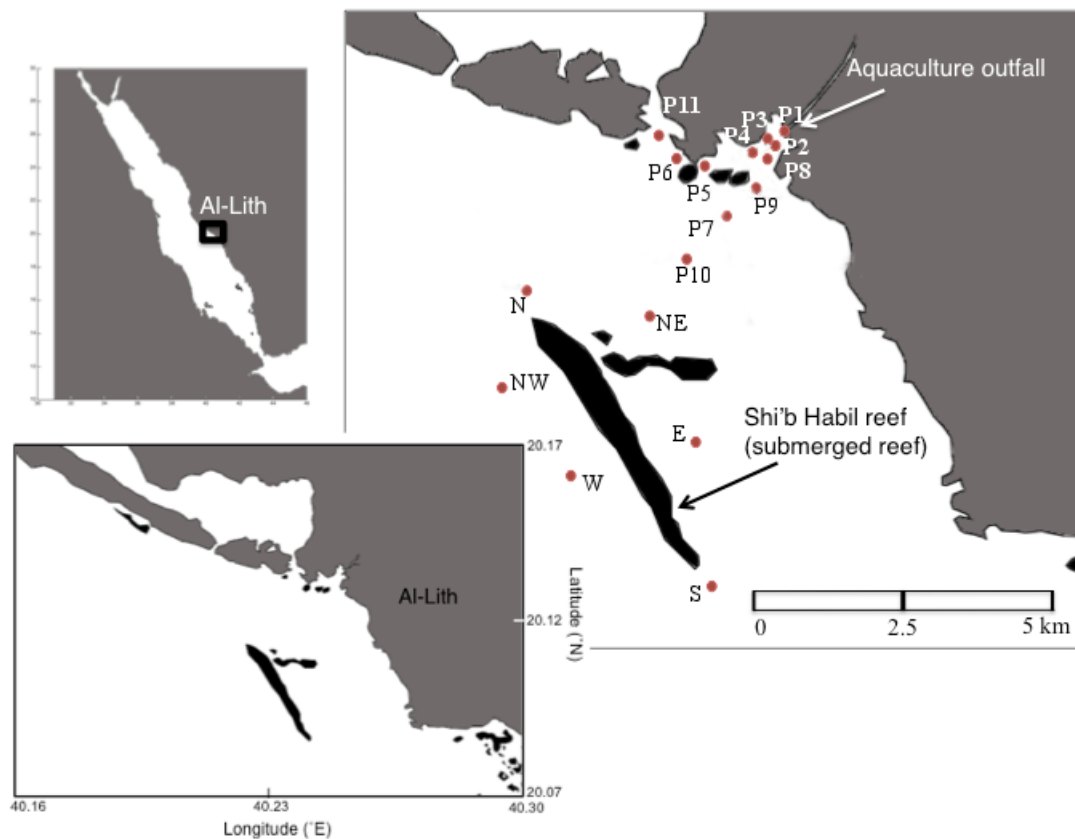 Al-Lith
Aquaculture outfall
P11
P3
P1
P4
P2
P6
P5
P8
P9
P7
P10
N
NE
NW
E
W
S
Shi'b Habil reef
(submerged reef)
0
2.5
5 km
20.17
20.12
20.07
Latitude (˚N)
Al-Lith
40.16
40.23
40.30
Longitude (˚E)